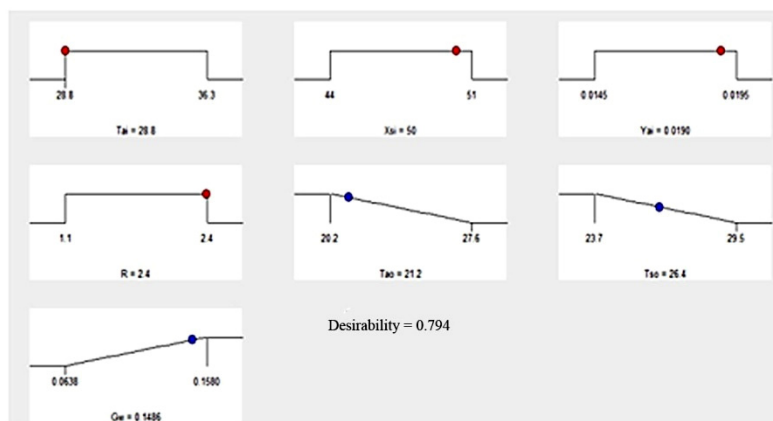 28.8 36.3
Tai = 28.8
44 51
Xsi = 50
0.0145 0.0195
Yai = 0.0190
1.1 2.4
R = 2.4
20.2 27.6
Tao = 21.2
23.7 29.5
Tso = 26.4
0.0638 0.1580
Gw = 0.1486
Desirability = 0.794